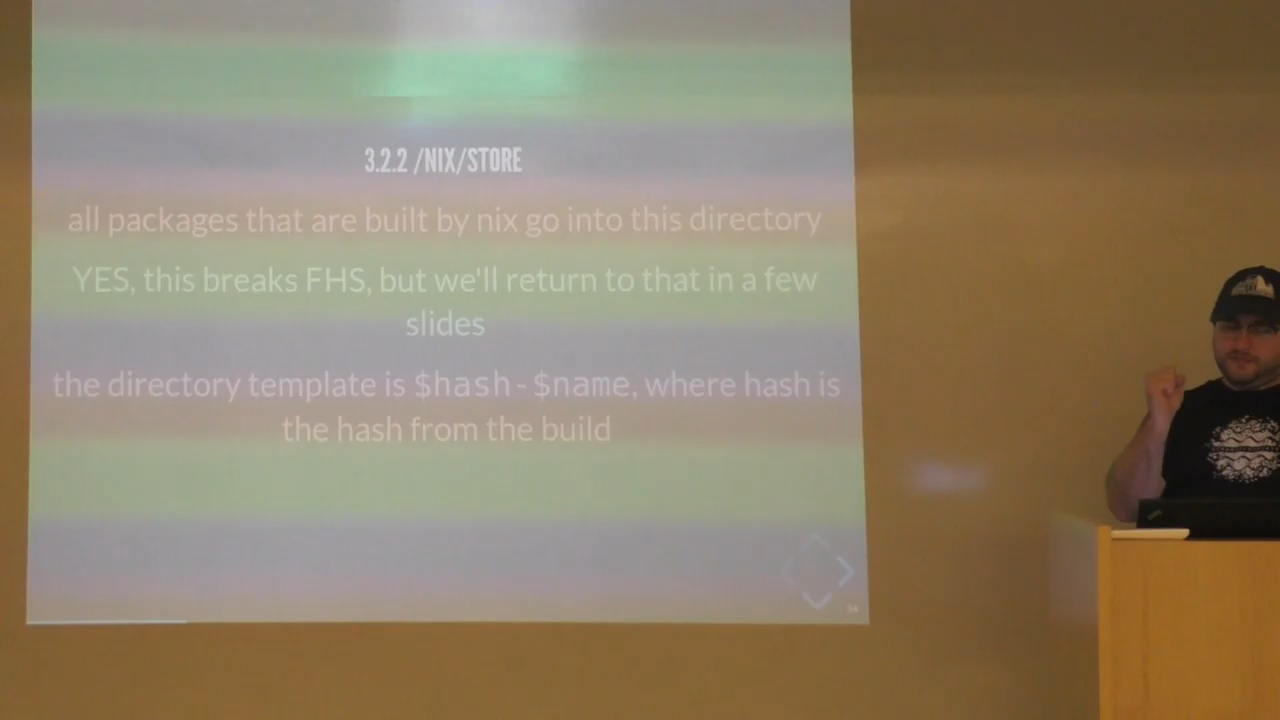 3.2.2 /NIX/STORE
all packages that are built by nix go into this directory
YES, this breaks FHS, but we'll return to that in a few
slides
the directory template is $hash-$name, where hash is
the hash from the build
34